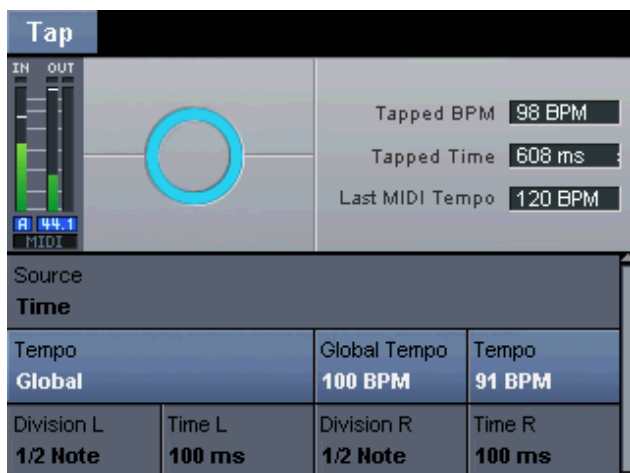 Tap
IN OUT
Tapped BPM 98 BPM
Tapped Time 608 ms
Last MIDI Tempo 120 BPM
A 44.1
MIDI
Source
Time
Tempo Global Tempo Tempo
Global 100 BPM 91 BPM
Division L Time L Division R Time R
1/2 Note 100 ms 1/2 Note 100 ms